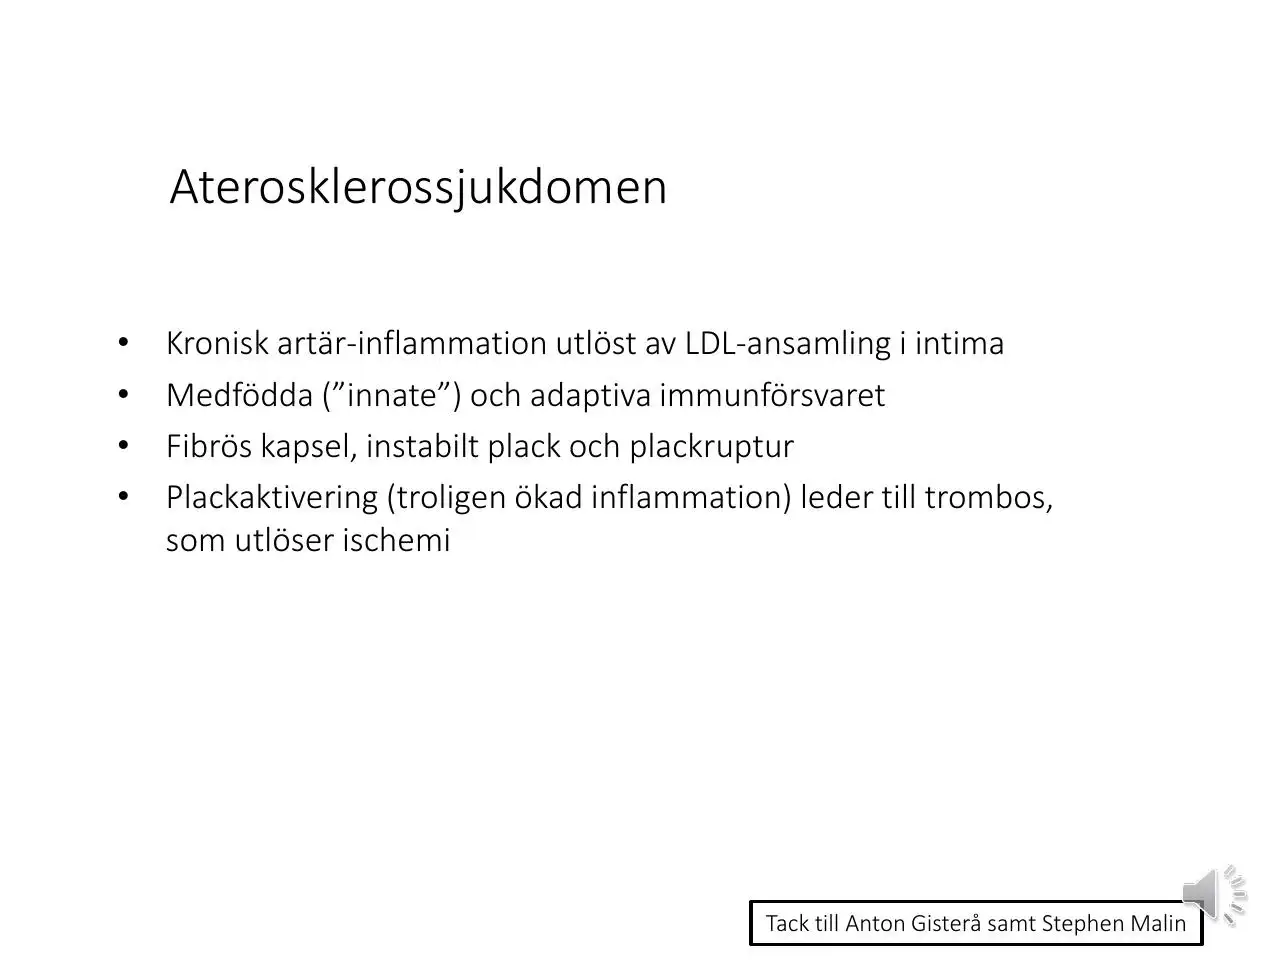 Aterosklerossjukdomen
• Kronisk artär-inflammation utlöst av LDL-ansamling i intima
• Medfödda (”innate”) och adaptiva immunförsvaret
• Fibrös kapsel, instabilt plack och plackruptur
• Plackaktivering (troligen ökad inflammation) leder till trombos,
som utlöser ischemi
Tack till Anton Gisterå samt Stephen Malin